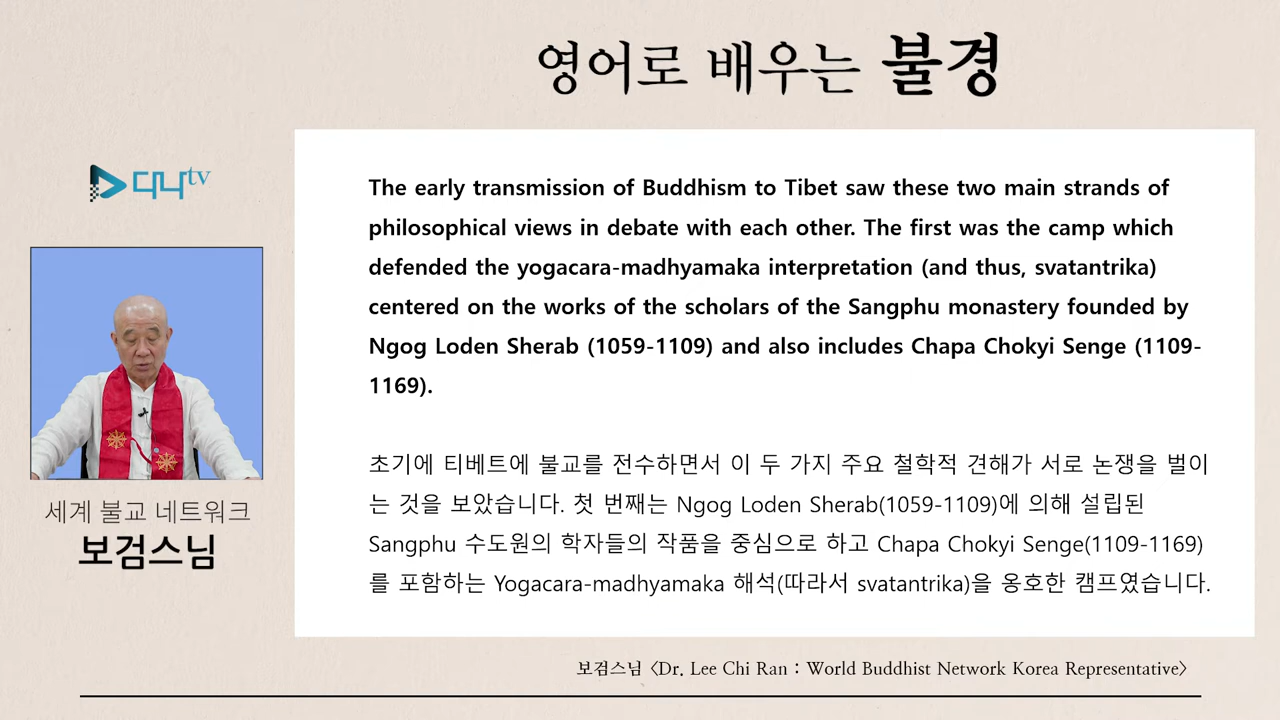 영어로 배우는 불경
디나tv
The early transmission of Buddhism to Tibet saw these two main strands of
philosophical views in debate with each other. The first was the camp which
defended the yogacara-madhyamaka interpretation (and thus, svatantrika)
centered on the works of the scholars of the Sangphu monastery founded by
Ngog Loden Sherab (1059-1109) and also includes Chapa Chokyi Senge (1109-
1169).
초기에 티베트에 불교를 전수하면서 이 두 가지 주요 철학적 견해가 서로 논쟁을 벌이
는 것을 보았습니다. 첫 번째는 Ngog Loden Sherab(1059-1109)에 의해 설립된
Sangphu 수도원의 학자들의 작품을 중심으로 하고 Chapa Chokyi Senge(1109-1169)
를 포함하는 Yogacara-madhyamaka 해석(따라서 svatantrika)을 옹호한 캠프였습니다.
세계 불교 네트워크
보검스님
보검스님 <Dr. Lee Chi Ran : World Buddhist Network Korea Representative>